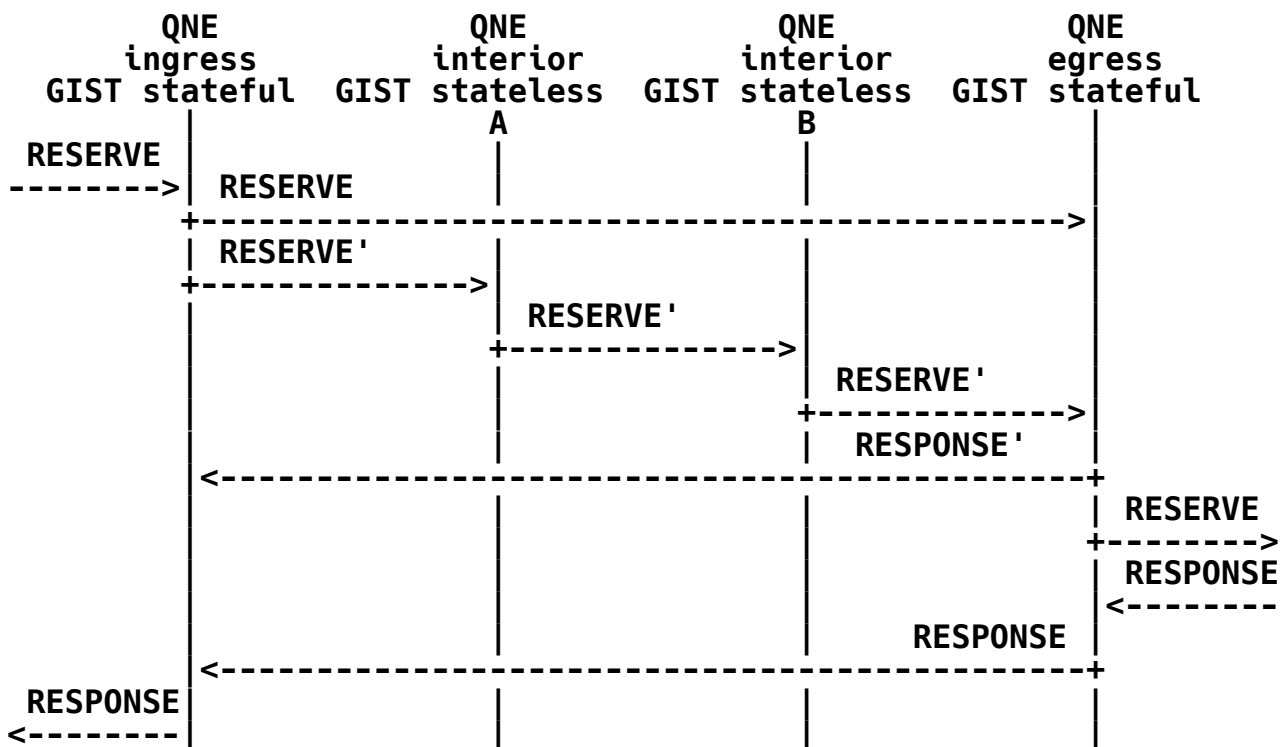 QNE QNE QNE QNE
ingress interior interior egress
GIST stateful GIST stateless GIST stateless GIST stateful
A B
RESERVE
RESERVE
RESERVE'
RESERVE'
RESERVE'
RESPONSE'
RESERVE
RESPONSE
RESPONSE
RESPONSE